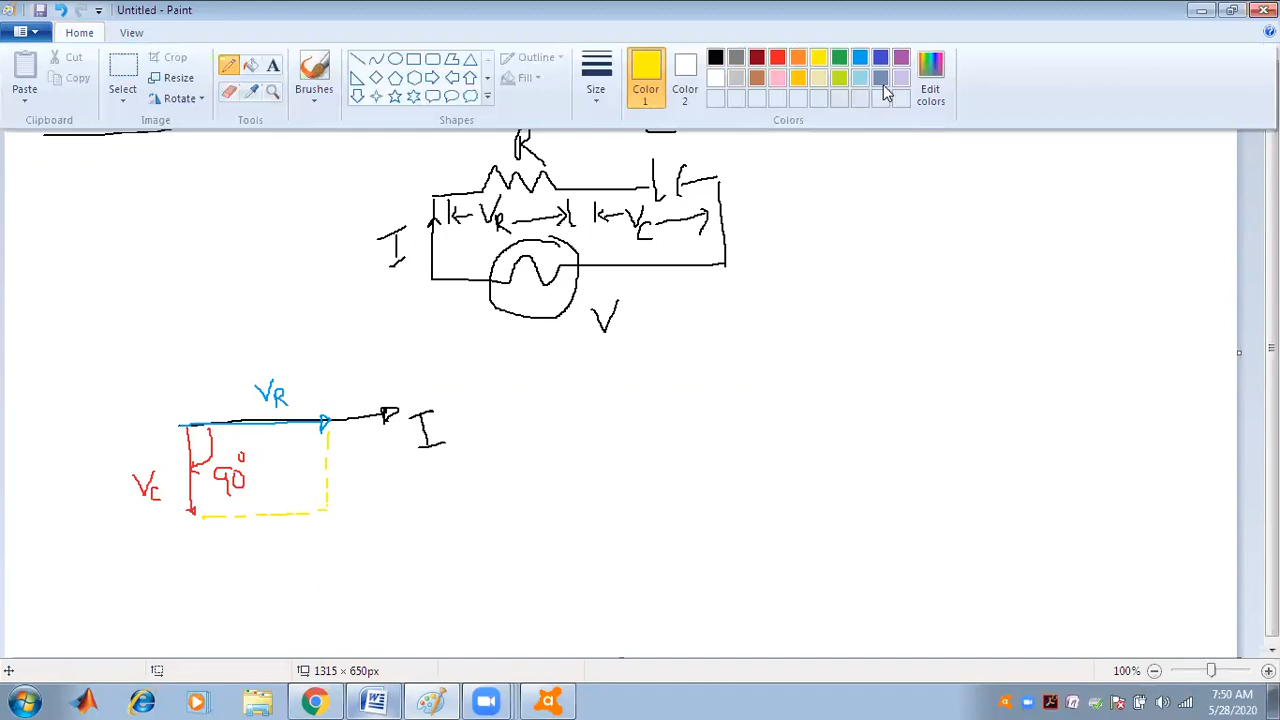 Untitled - Paint
Home
View
Paste
Cut
Copy
Clipboard
Select
Crop
Resize
Rotate
Image
Tools
Brushes
Shapes
Outline
Fill
Size
Color 1
Color 2
Edit colors
Colors
R
VR
VC
I
V
VR
I
VC
90°
1315 × 650px
100%
7:50 AM
5/28/2020